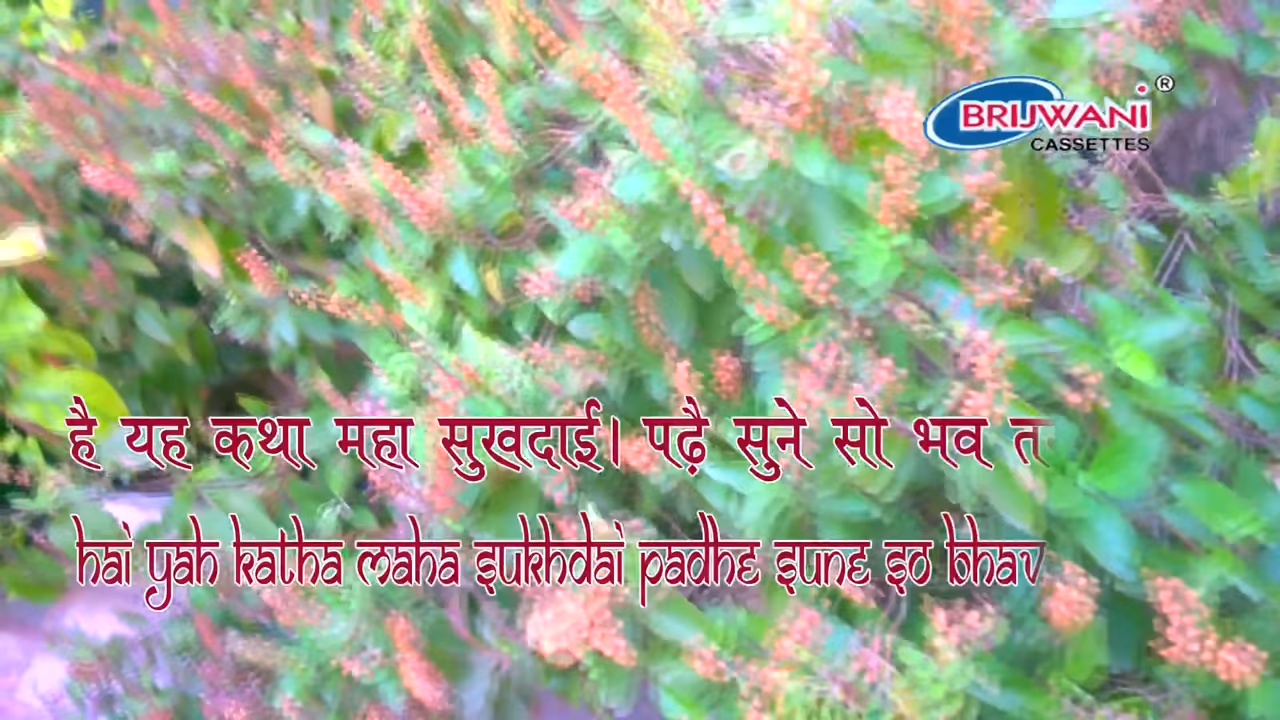 BRIJWANI ®
CASSETTES
है यह कथा महा सुखदाई। पढ़ै सुने सो भव त
hai yah katha maha sukhdai padhe sune so bhav